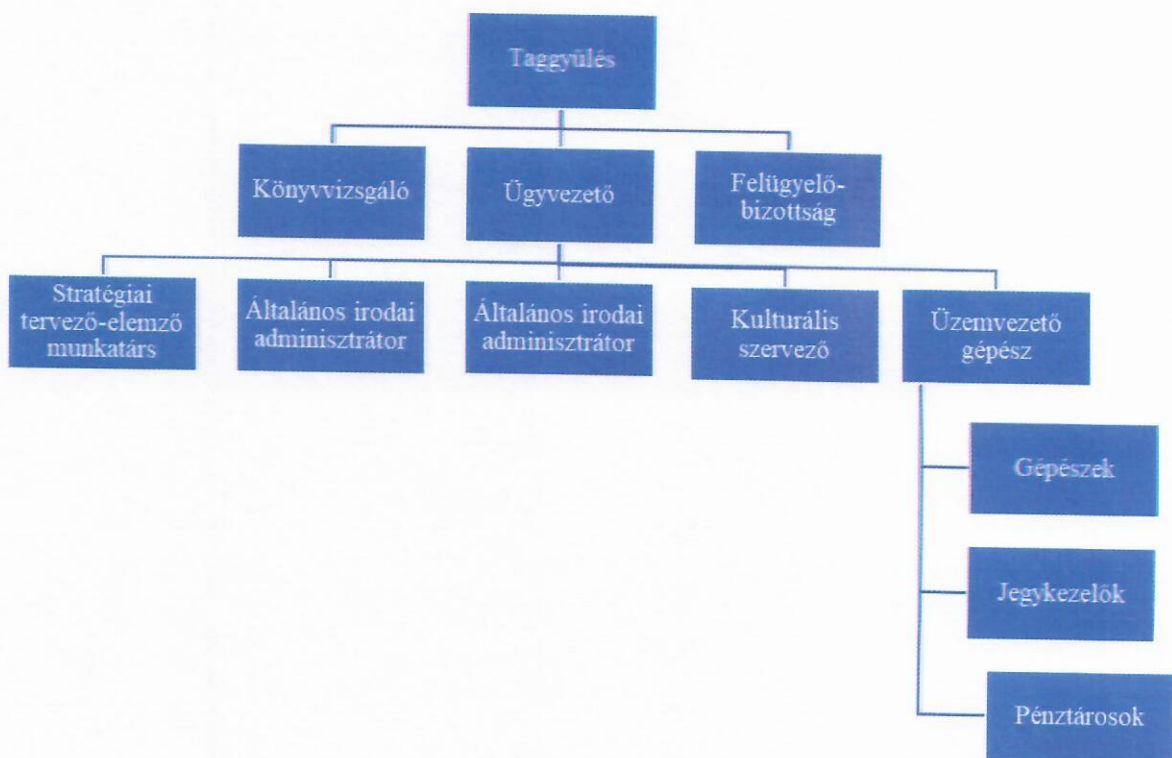 Taggyűlés
Könyvvizsgáló
Ügyvezető
Felügyelő-
bizottság
Stratégiai
tervező-elemző
munkatárs
Általános irodai
adminisztrátor
Általános irodai
adminisztrátor
Kulturális
szervező
Üzemvezető
gépész
Gépészek
Jegykezelők
Pénztárosok